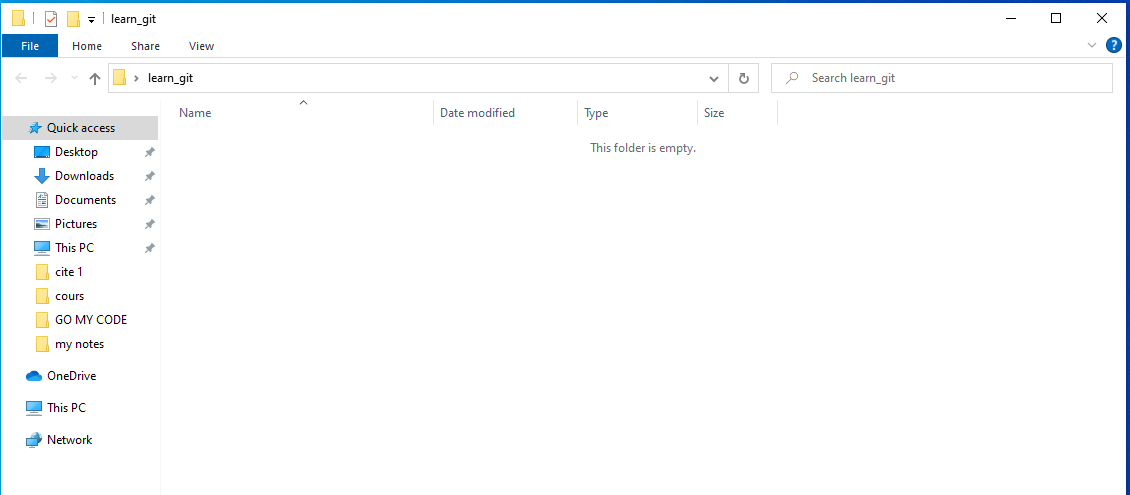 learn_git
File Home Share View
learn_git
Search learn_git
Name Date modified Type Size
This folder is empty.
Quick access
Desktop
Downloads
Documents
Pictures
This PC
cite 1
cours
GO MY CODE
my notes
OneDrive
This PC
Network